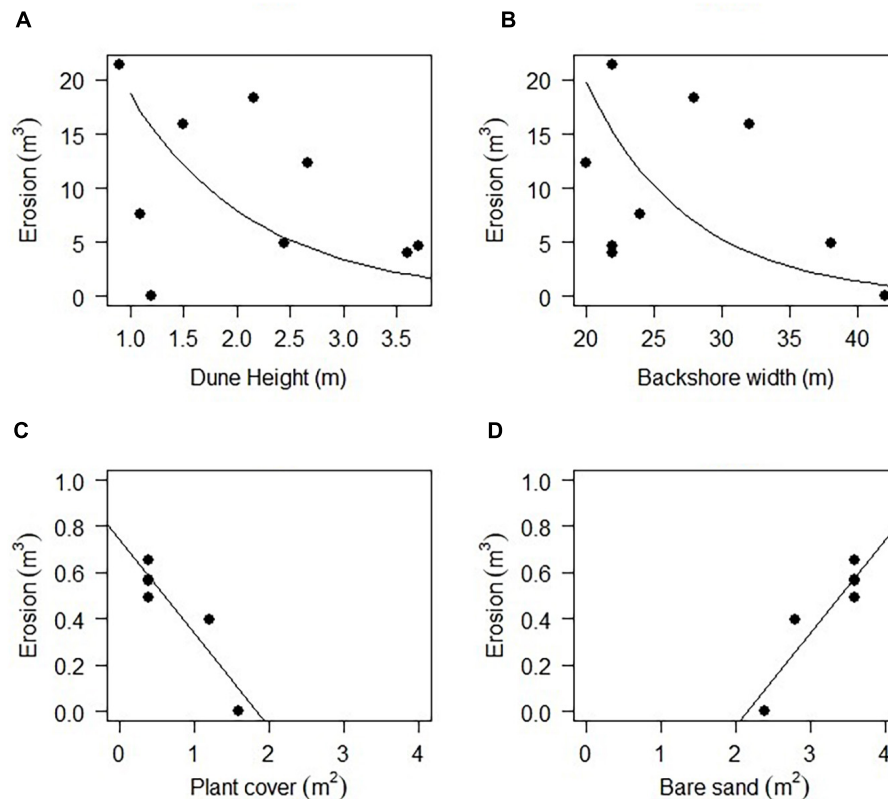 A
Erosion (m³)
20
15
10
5
0
1.0 1.5 2.0 2.5 3.0 3.5
Dune Height (m)
B
Erosion (m³)
20
15
10
5
0
20 25 30 35 40
Backshore width (m)
C
Erosion (m³)
1.0
0.8
0.6
0.4
0.2
0.0
0 1 2 3 4
Plant cover (m²)
D
Erosion (m³)
1.0
0.8
0.6
0.4
0.2
0.0
0 1 2 3 4
Bare sand (m²)